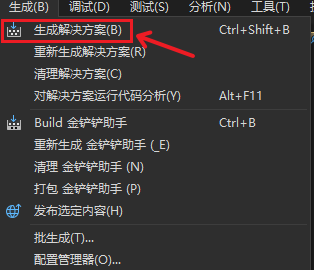 生成(B) 调试(D) 测试(S) 分析(N) 工具(T)
生成解决方案(B) Ctrl+Shift+B
重新生成解决方案(R)
清理解决方案(C)
对解决方案运行代码分析(Y) Alt+F11
Build 金铲铲助手 Ctrl+B
重新生成 金铲铲助手 (_E)
清理 金铲铲助手 (N)
打包 金铲铲助手 (P)
发布选定内容(H)
批生成(T)...
配置管理器(O)...